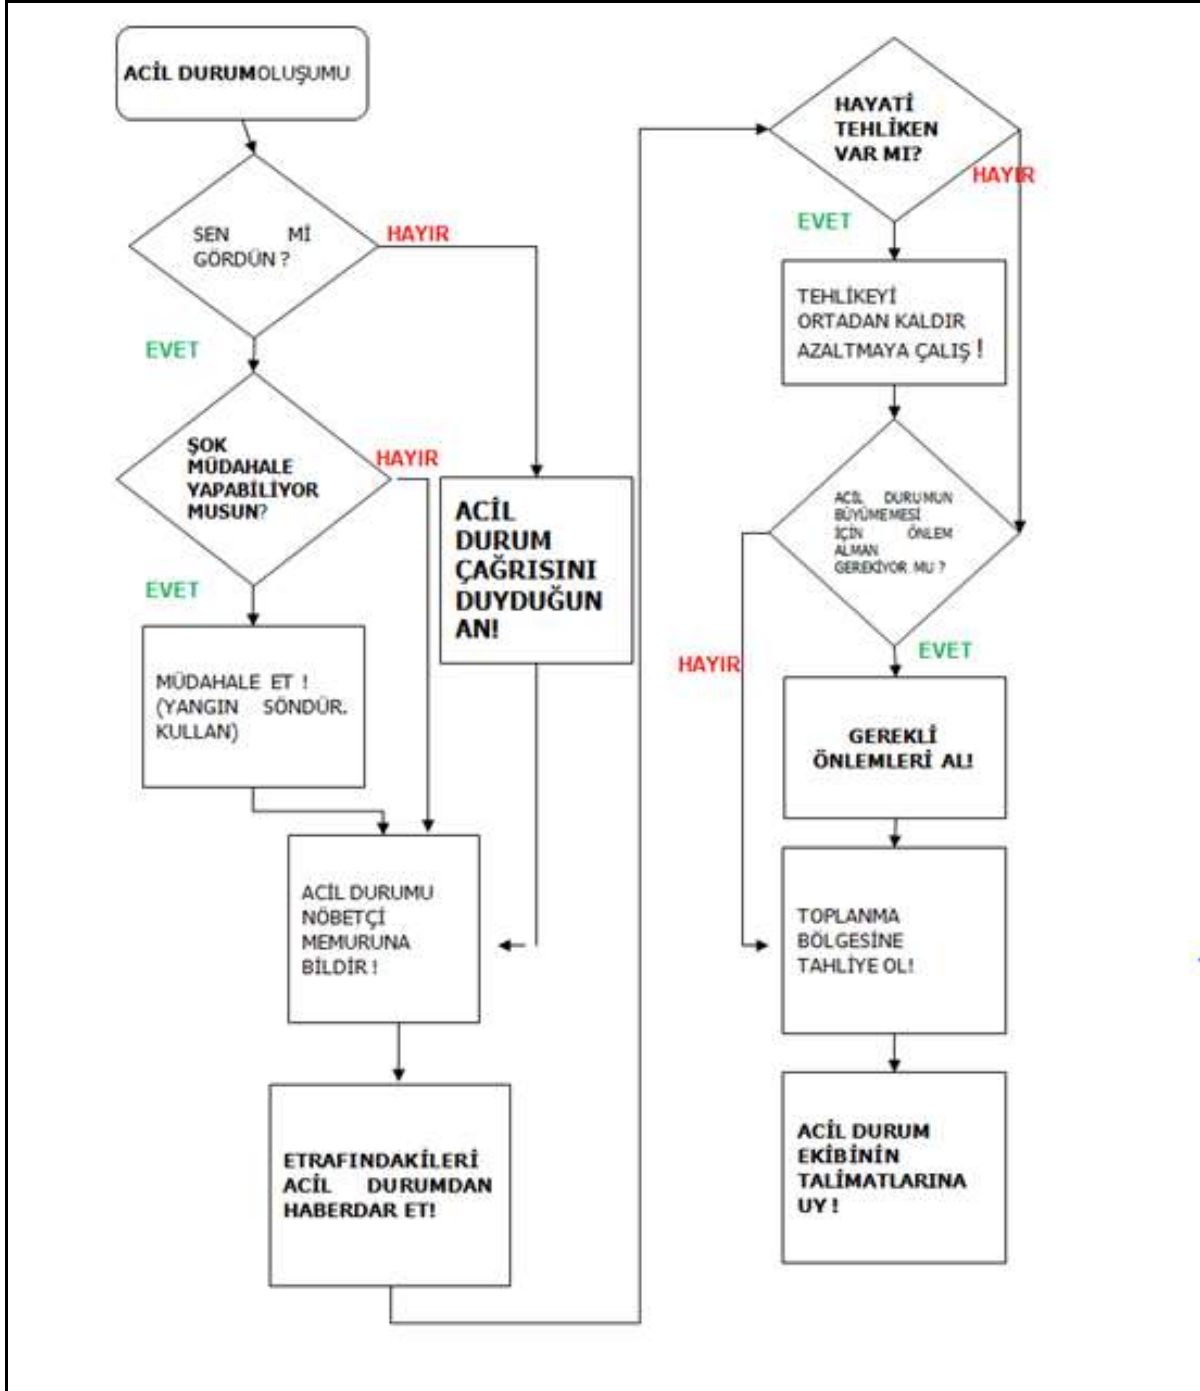 ACİL DURUMOLUŞUMU
SEN Mİ
GÖRDÜN ?
HAYIR
EVET
ŞOK
MÜDAHALE
YAPABİLİYOR
MUSUN?
HAYIR
EVET
ACİL
DURUM
ÇAĞRISINI
DUYDUĞUN
AN!
MÜDAHALE ET !
(YANGIN SÖNDÜR.
KULLAN)
ACİL DURUMU
NÖBETÇİ
MEMURUNA
BİLDİR !
ETRAFINDAKİLERİ
ACİL DURUMDAN
HABERDAR ET!
HAYATİ
TEHLİKEN
VAR MI?
HAYIR
EVET
TEHLİKEYİ
ORTADAN KALDIR
AZALTMAYA ÇALIŞ !
ACİL DURUMUN
BÜYÜMEMESİ
İÇİN ÖNLEM
ALMAN
GEREKİYOR MU ?
HAYIR
EVET
GEREKLİ
ÖNLEMLERİ AL!
TOPLANMA
BÖLGESİNE
TAHLİYE OL!
ACİL DURUM
EKİBİNİN
TALİMATLARINA
UY !